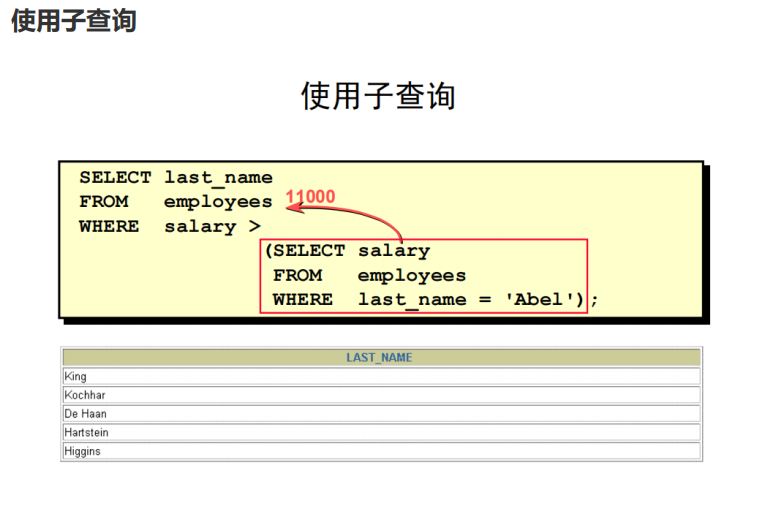 使用子查询
使用子查询
SELECT last_name
FROM employees 11000
WHERE salary >
(SELECT salary
FROM employees
WHERE last_name = 'Abel');
LAST_NAME
King
Kochhar
De Haan
Hartstein
Higgins